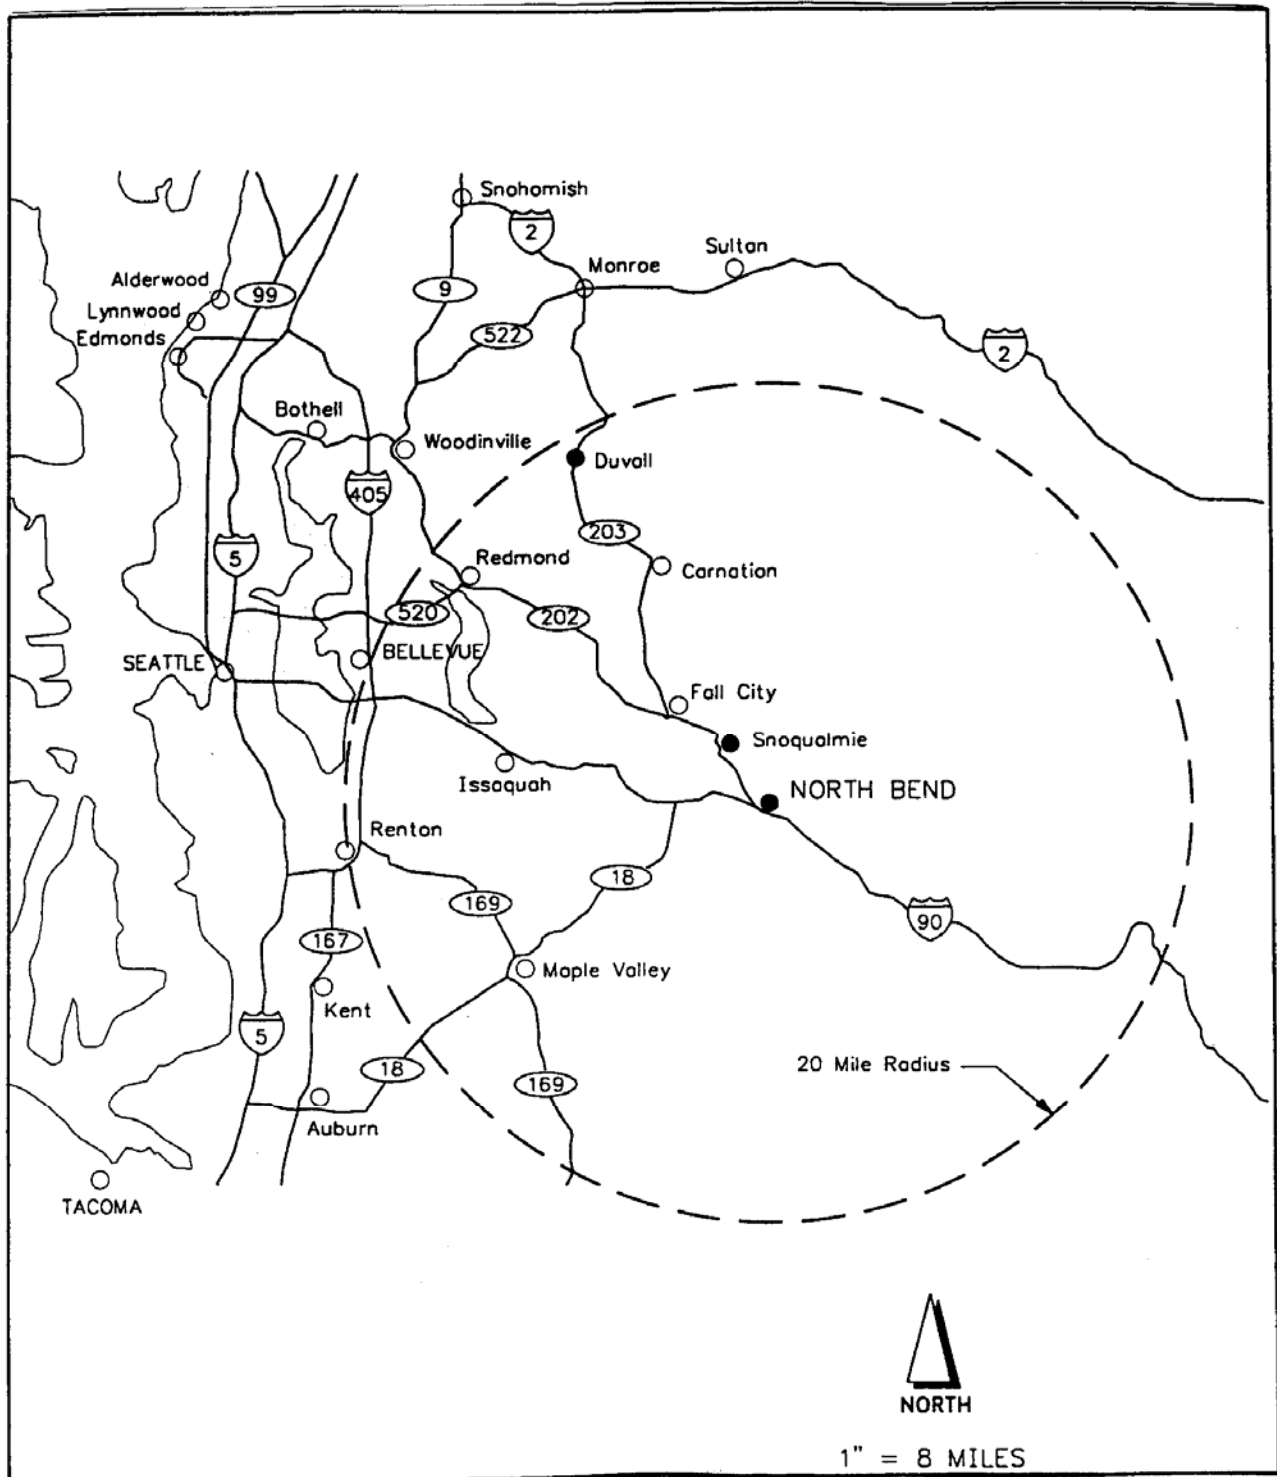 Snohomish
2
Sultan
Monroe
Alderwood
99
9
Lynnwood
522
Edmonds
2
Bothell
Woodinville
Duvall
405
203
5
Redmond
Carnation
520
202
SEATTLE
BELLEVUE
Fall City
Snoqualmie
Issaquah
NORTH BEND
Renton
18
169
90
167
Maple Valley
Kent
5
18
20 Mile Radius
169
Auburn
TACOMA
NORTH
1" = 8 MILES